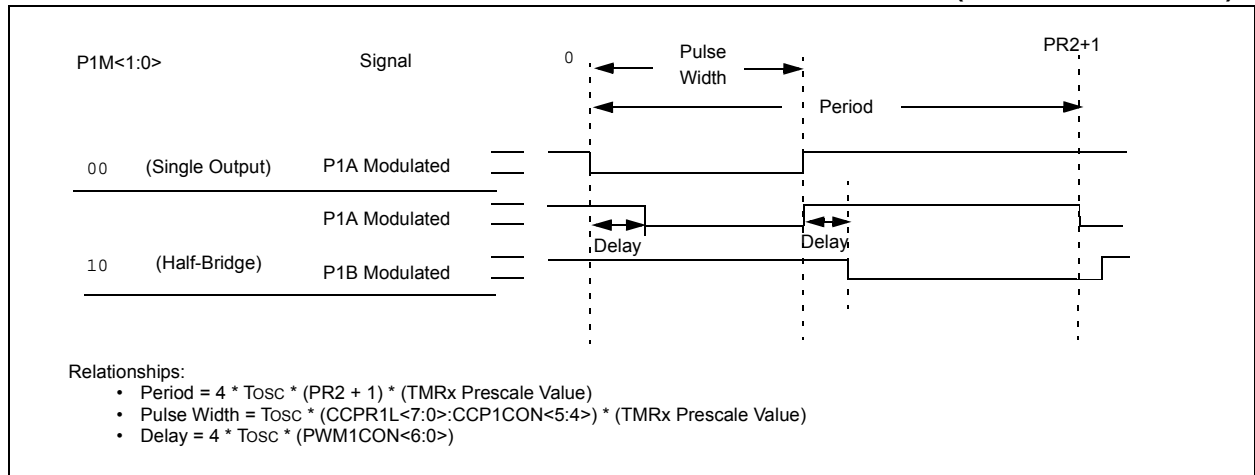 P1M<1:0>
Signal
0
Pulse
Width
PR2+1
Period
00
(Single Output)
P1A Modulated
P1A Modulated
Delay
Delay
10
(Half-Bridge)
P1B Modulated
Relationships:
• Period = 4 * TOSC * (PR2 + 1) * (TMRx Prescale Value)
• Pulse Width = TOSC * (CCPR1L<7:0>:CCP1CON<5:4>) * (TMRx Prescale Value)
• Delay = 4 * TOSC * (PWM1CON<6:0>)